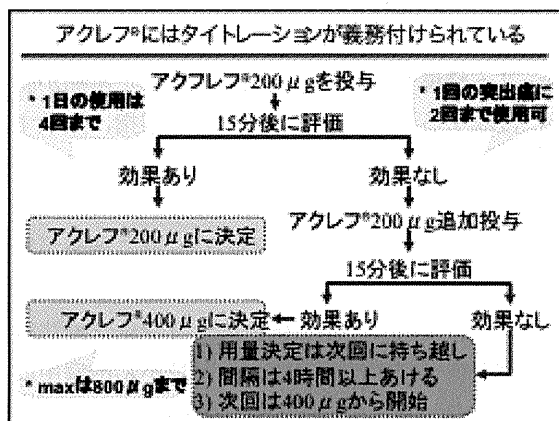 アクレフ®にはタイトレーションが義務付けられている
アクフレフ®200μgを投与
* 1日の使用は
4回まで
* 1回の突出痛に
2回まで使用可
15分後に評価
効果あり
効果なし
アクレフ®200μgに決定
アクレフ®200μg追加投与
15分後に評価
アクレフ®400μgに決定
効果あり
効果なし
1) 用量決定は次回に持ち越し
2) 間隔は4時間以上あける
3) 次回は400μgから開始
* maxは800μgまで